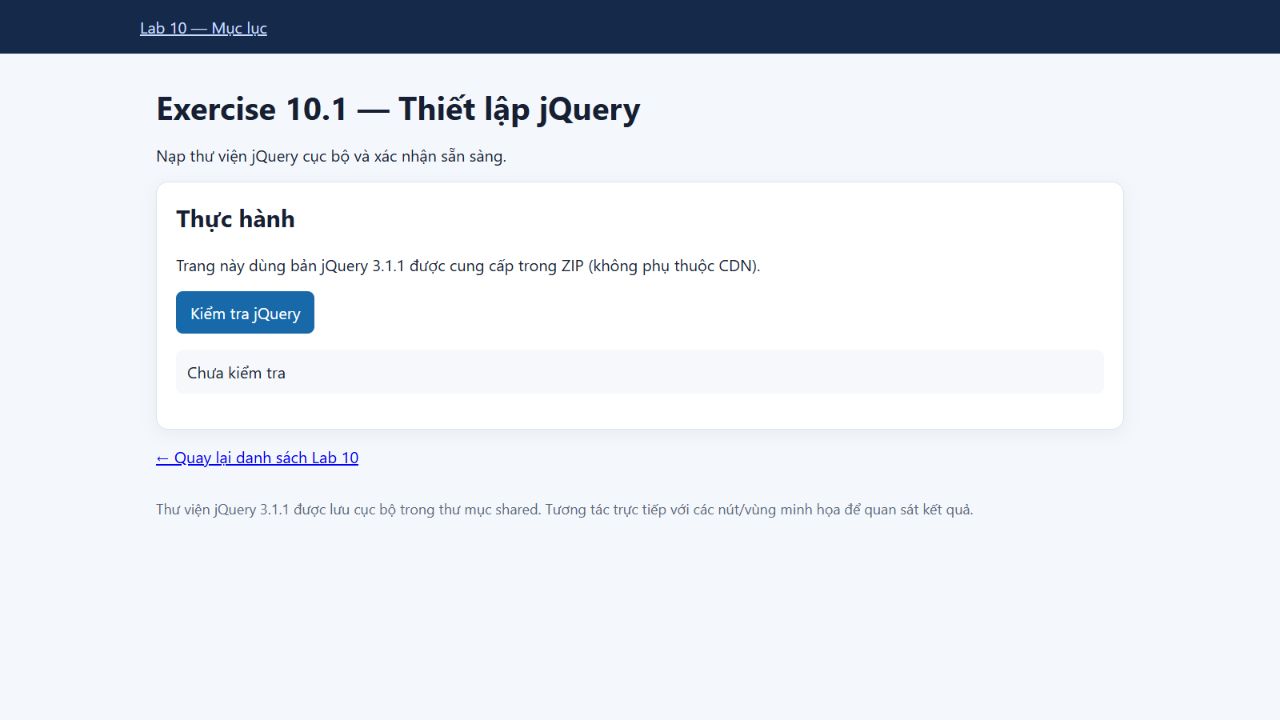 Lab 10 — Mục lục
Exercise 10.1 — Thiết lập jQuery
Nạp thư viện jQuery cục bộ và xác nhận sẵn sàng.
Thực hành
Trang này dùng bản jQuery 3.1.1 được cung cấp trong ZIP (không phụ thuộc CDN).
Kiểm tra jQuery
Chưa kiểm tra
← Quay lại danh sách Lab 10
Thư viện jQuery 3.1.1 được lưu cục bộ trong thư mục shared. Tương tác trực tiếp với các nút/vùng minh họa để quan sát kết quả.